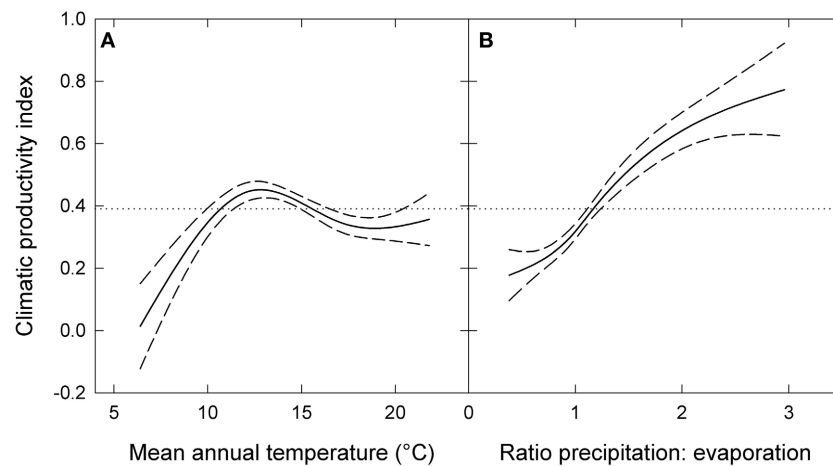 A
B
Climatic productivity index
1.0
0.8
0.6
0.4
0.2
0.0
-0.2
5 10 15 20 0 1 2 3
Mean annual temperature (°C) Ratio precipitation: evaporation